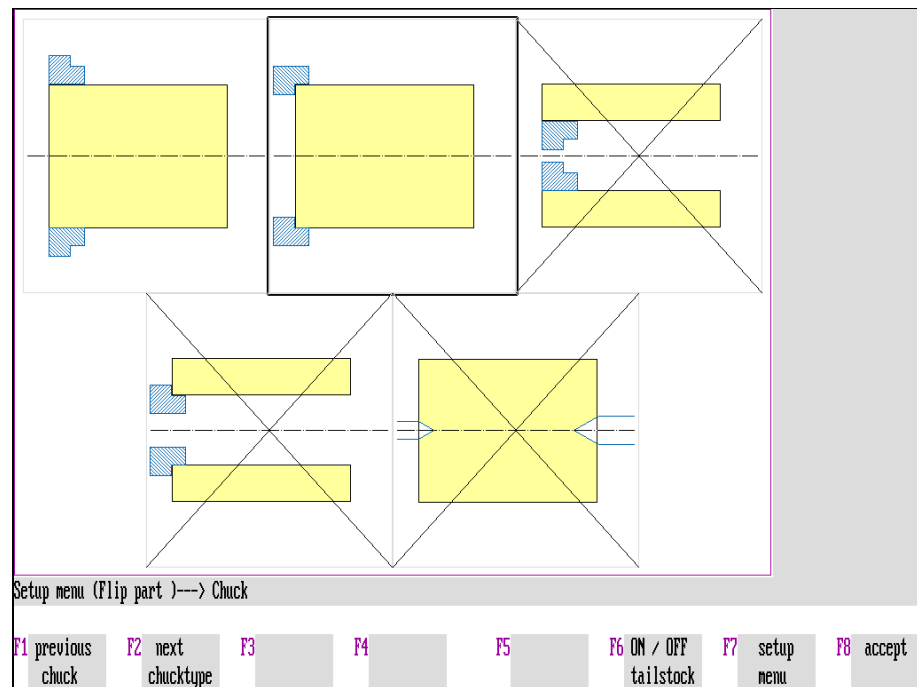 Setup menu (Flip part )---> Chuck
F1 previous F2 next F3 F4 F5 F6 ON / OFF F7 setup F8 accept
chuck chucktype tailstock menu